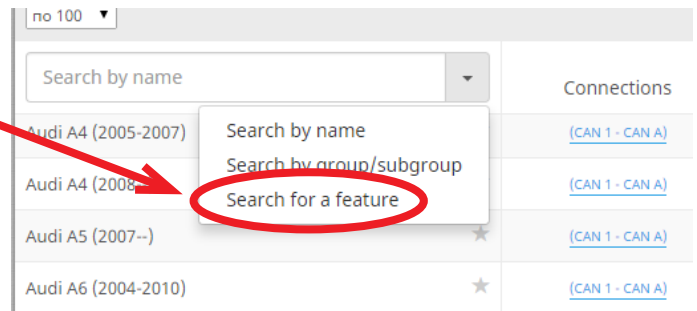 no 100
Search by name
Connections
Audi A4 (2005-2007)
Search by name
(CAN 1 - CAN A)
Search by group/subgroup
Audi A4 (2008
(CAN 1 - CAN A)
Search for a feature
Audi A5 (2007--)
(CAN 1 - CAN A)
Audi A6 (2004-2010)
(CAN 1 - CAN A)